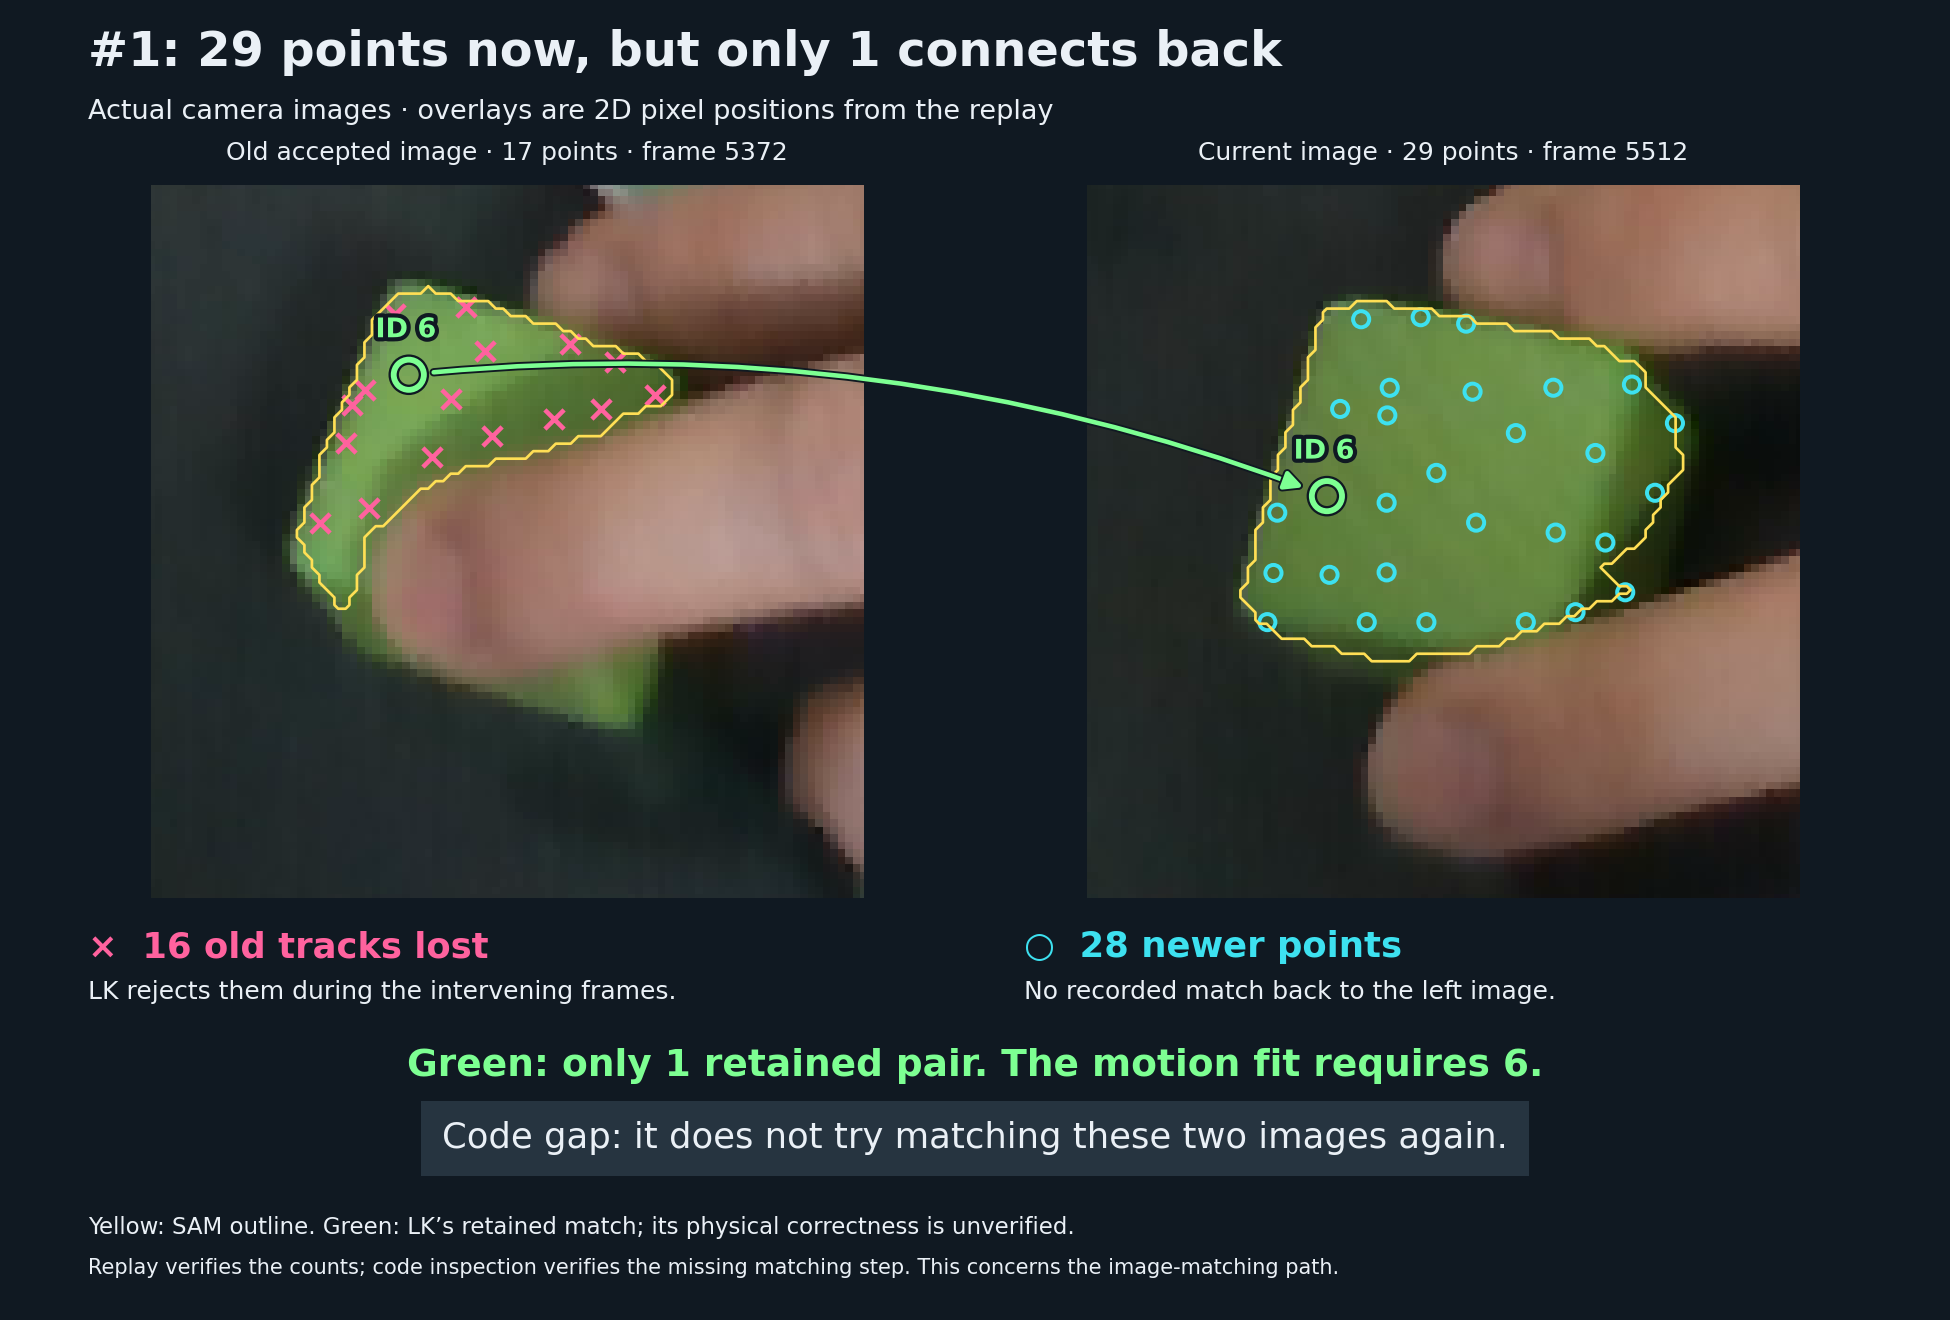 #1: 29 points now, but only 1 connects back
Actual camera images · overlays are 2D pixel positions from the replay
Old accepted image · 17 points · frame 5372
Current image · 29 points · frame 5512
ID 6
ID 6
× 16 old tracks lost
LK rejects them during the intervening frames.
○ 28 newer points
No recorded match back to the left image.
Green: only 1 retained pair. The motion fit requires 6.
Code gap: it does not try matching these two images again.
Yellow: SAM outline. Green: LK’s retained match; its physical correctness is unverified.
Replay verifies the counts; code inspection verifies the missing matching step. This concerns the image-matching path.